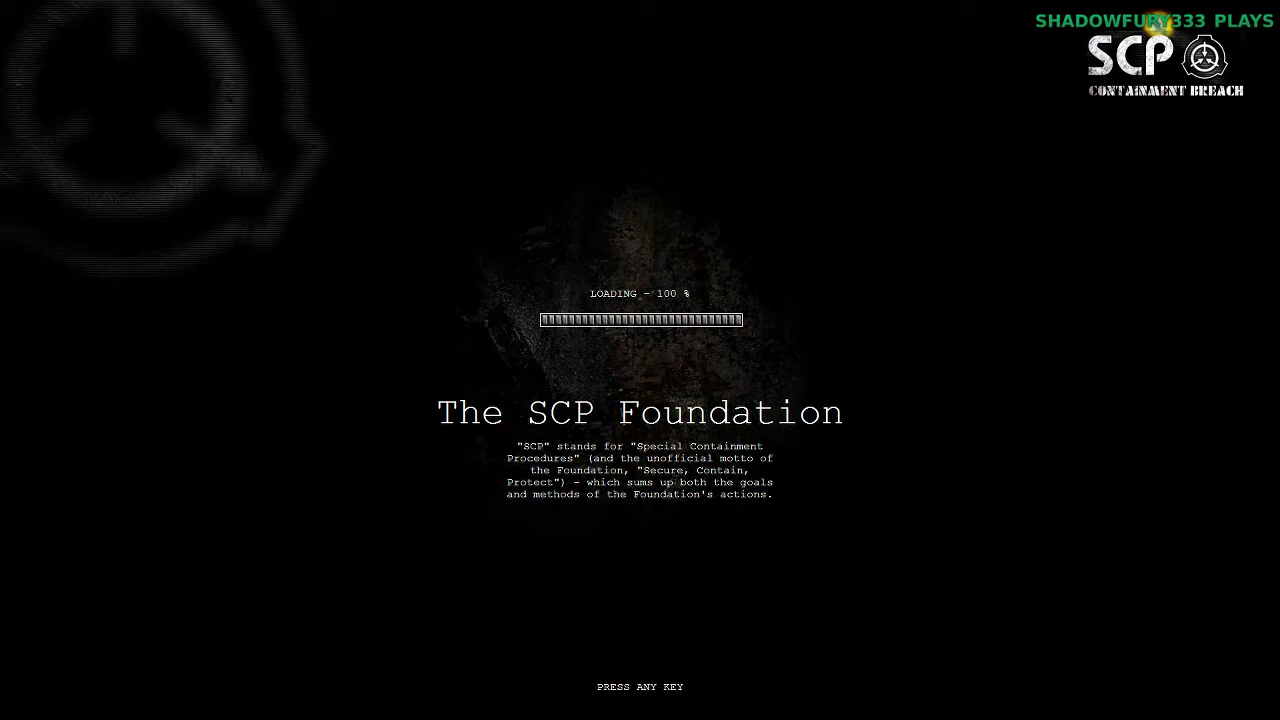 SHADOWFURY333 PLAYS
SCP
CONTAINMENT BREACH
LOADING - 100 %
The SCP Foundation
"SCP" stands for "Special Containment
Procedures" (and the unofficial motto of
the Foundation, "Secure, Contain,
Protect") - which sums up both the goals
and methods of the Foundation's actions.
PRESS ANY KEY